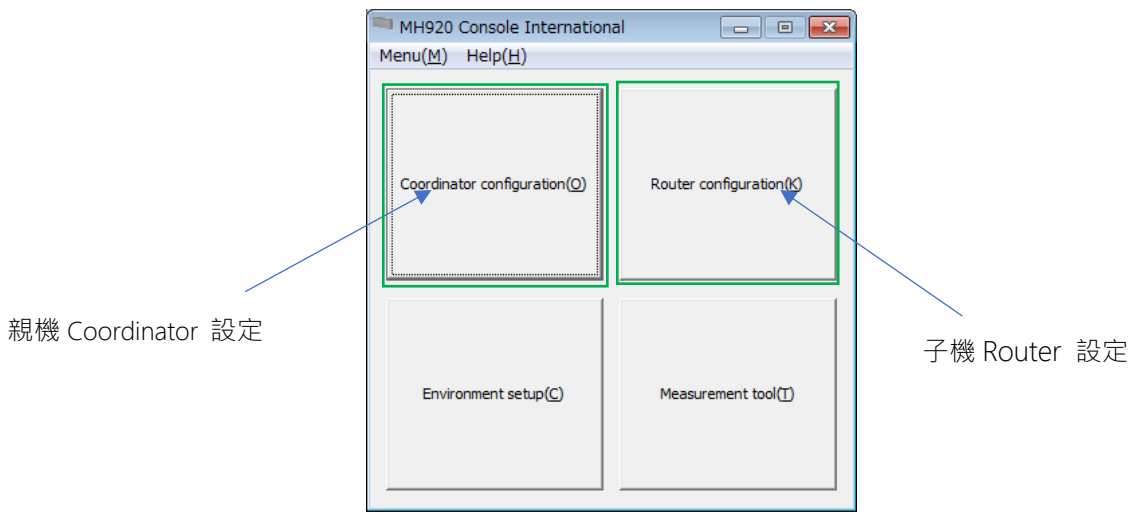 MH920 Console International
Menu(M) Help(H)
Coordinator configuration(O)
Router configuration(K)
親機 Coordinator 設定
子機 Router 設定
Environment setup(C)
Measurement tool(T)